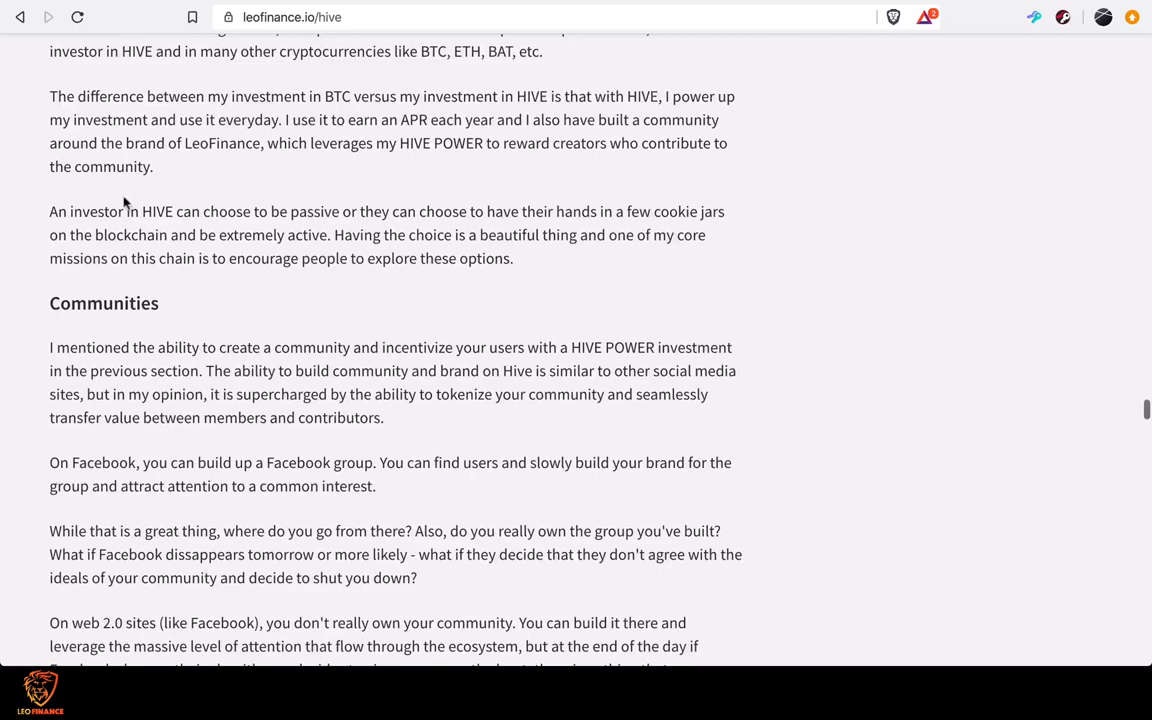 leofinance.io/hive
2
investor in HIVE and in many other cryptocurrencies like BTC, ETH, BAT, etc.
The difference between my investment in BTC versus my investment in HIVE is that with HIVE, I power up
my investment and use it everyday. I use it to earn an APR each year and I also have built a community
around the brand of LeoFinance, which leverages my HIVE POWER to reward creators who contribute to
the community.
An investor in HIVE can choose to be passive or they can choose to have their hands in a few cookie jars
on the blockchain and be extremely active. Having the choice is a beautiful thing and one of my core
missions on this chain is to encourage people to explore these options.
Communities
I mentioned the ability to create a community and incentivize your users with a HIVE POWER investment
in the previous section. The ability to build community and brand on Hive is similar to other social media
sites, but in my opinion, it is supercharged by the ability to tokenize your community and seamlessly
transfer value between members and contributors.
On Facebook, you can build up a Facebook group. You can find users and slowly build your brand for the
group and attract attention to a common interest.
While that is a great thing, where do you go from there? Also, do you really own the group you've built?
What if Facebook dissappears tomorrow or more likely - what if they decide that they don't agree with the
ideals of your community and decide to shut you down?
On web 2.0 sites (like Facebook), you don't really own your community. You can build it there and
leverage the massive level of attention that flow through the ecosystem, but at the end of the day if
LEOFINANCE